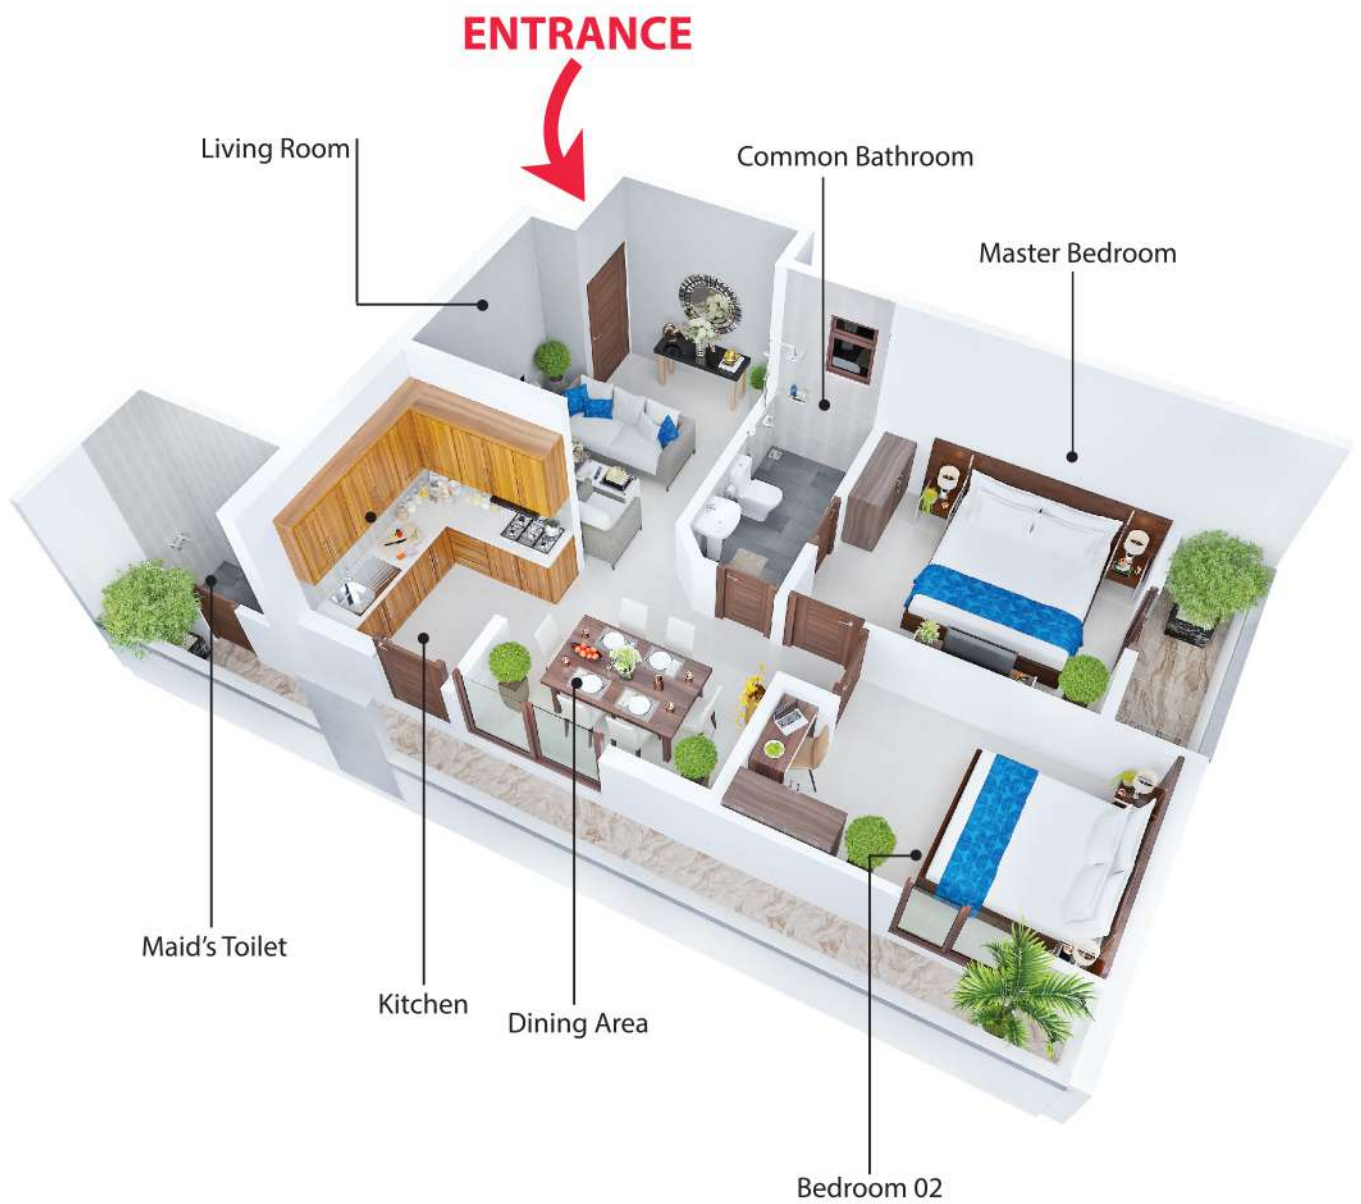 ENTRANCE
Living Room
Common Bathroom
Master Bedroom
Maid's Toilet
Kitchen
Dining Area
Bedroom 02